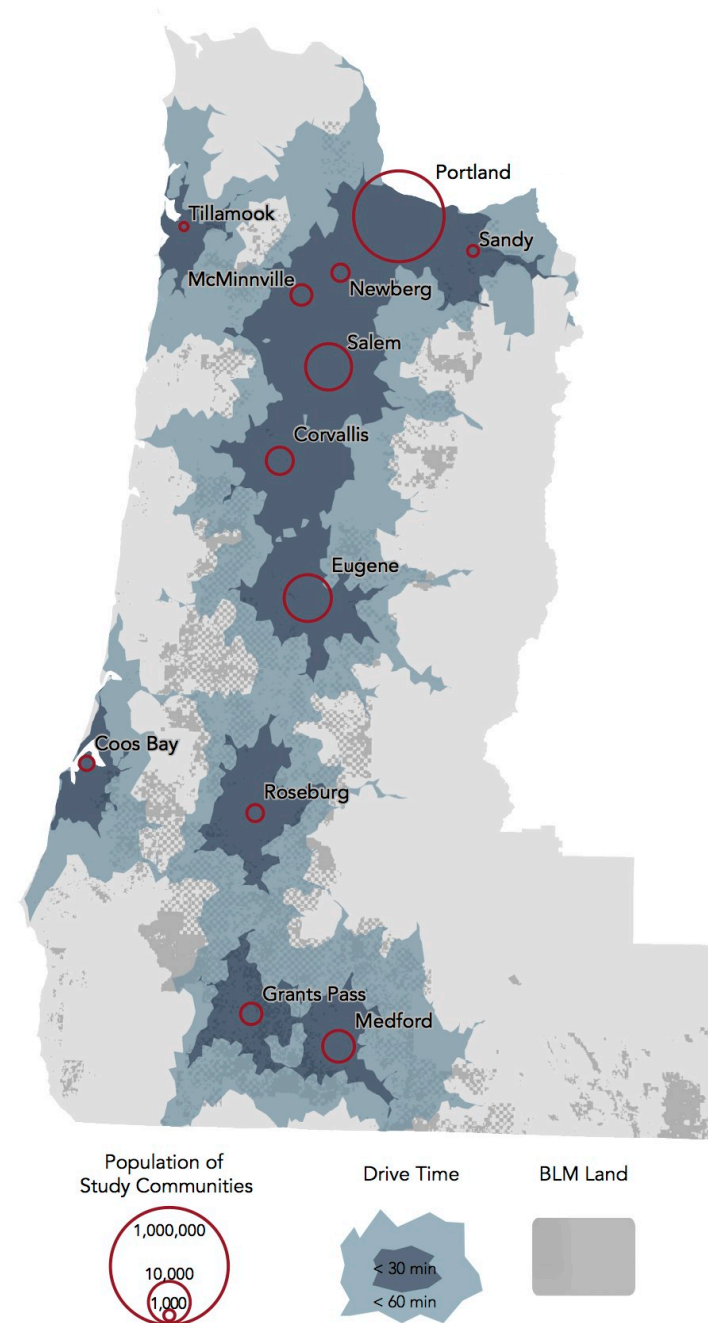 Portland
Tillamook
Sandy
McMinnville
Newberg
Salem
Corvallis
Eugene
Coos Bay
Roseburg
Grants Pass
Medford
Population of
Study Communities
1,000,000
10,000
1,000
Drive Time
< 30 min
< 60 min
BLM Land